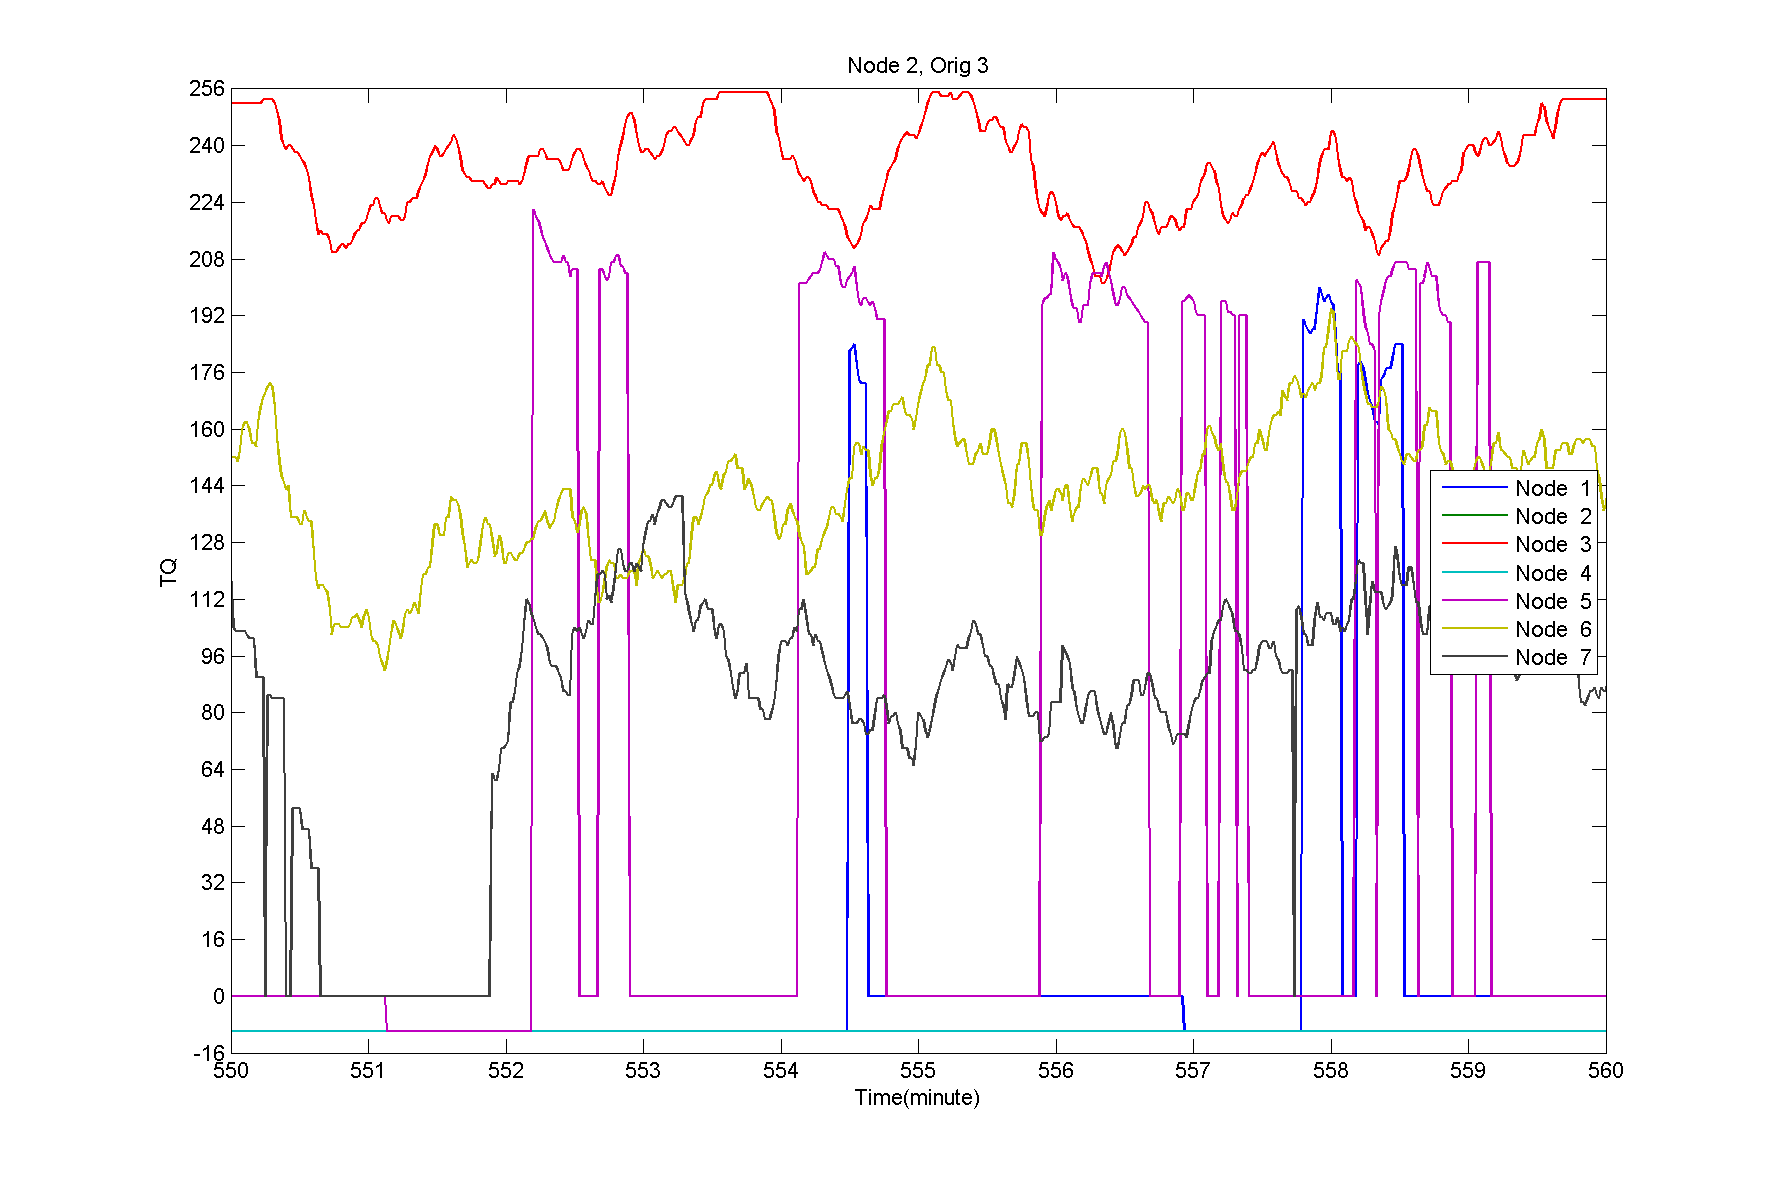 Node 2, Orig 3
256
240
224
208
192
176
160
144
128
112
96
80
64
48
32
16
0
-16
TQ
550 551 552 553 554 555 556 557 558 559 560
Time(minute)
Node 1
Node 2
Node 3
Node 4
Node 5
Node 6
Node 7